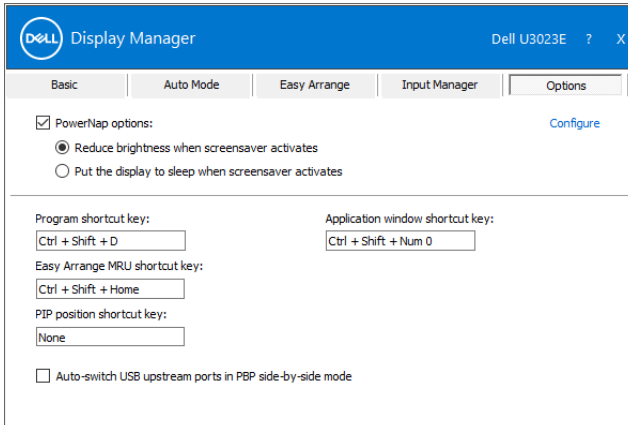 DELL Display Manager Dell U3023E ? X
Basic Auto Mode Easy Arrange Input Manager Options
PowerNap options: Configure
Reduce brightness when screensaver activates
Put the display to sleep when screensaver activates
Program shortcut key: Application window shortcut key:
Ctrl + Shift + D Ctrl + Shift + Num 0
Easy Arrange MRU shortcut key:
Ctrl + Shift + Home
PIP position shortcut key:
None
Auto-switch USB upstream ports in PBP side-by-side mode